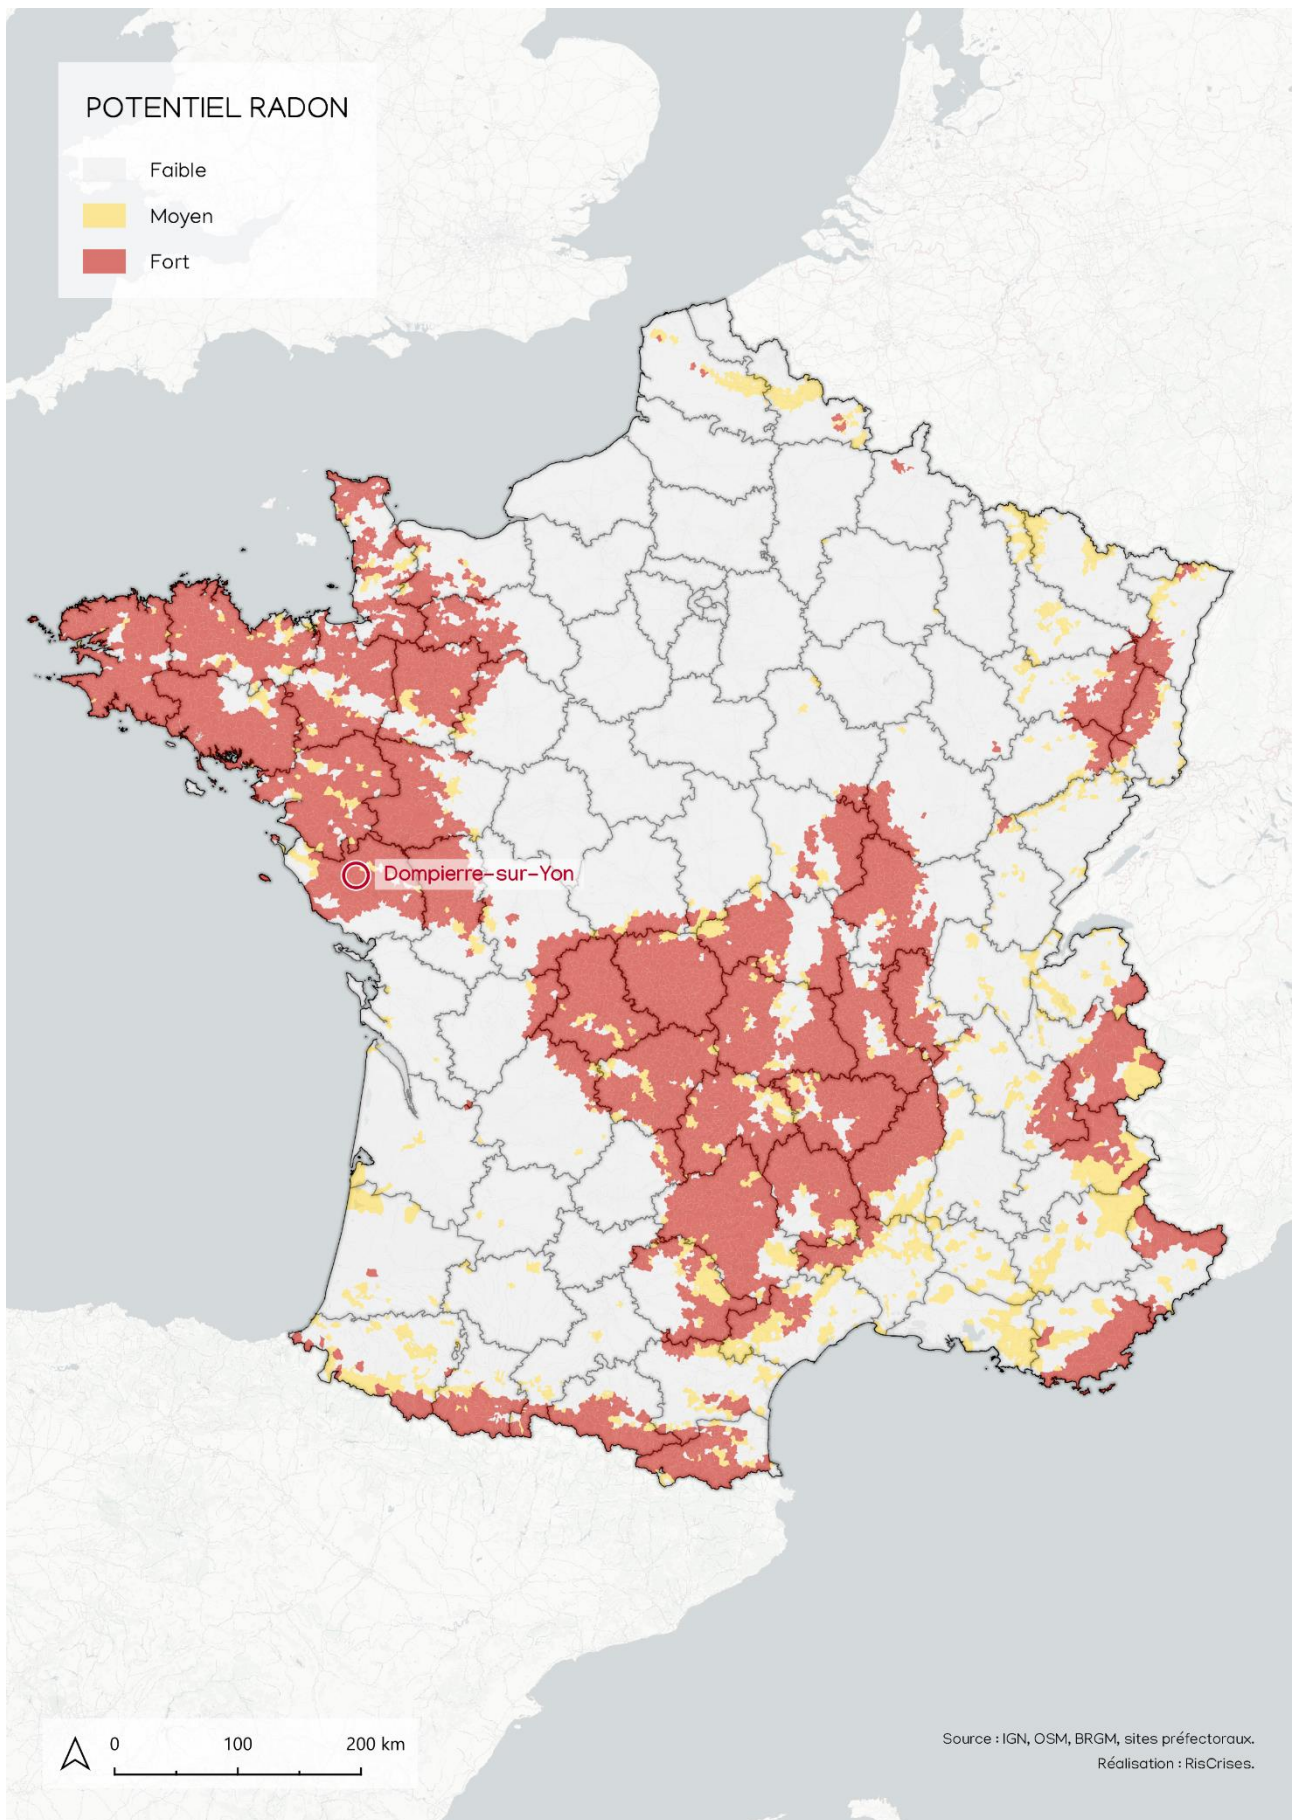 POTENTIEL RADON
Faible
Moyen
Fort
Dompierre-sur-Yon
0 100 200 km
Source : IGN, OSM, BRGM, sites préfectoraux.
Réalisation : RisCrises.